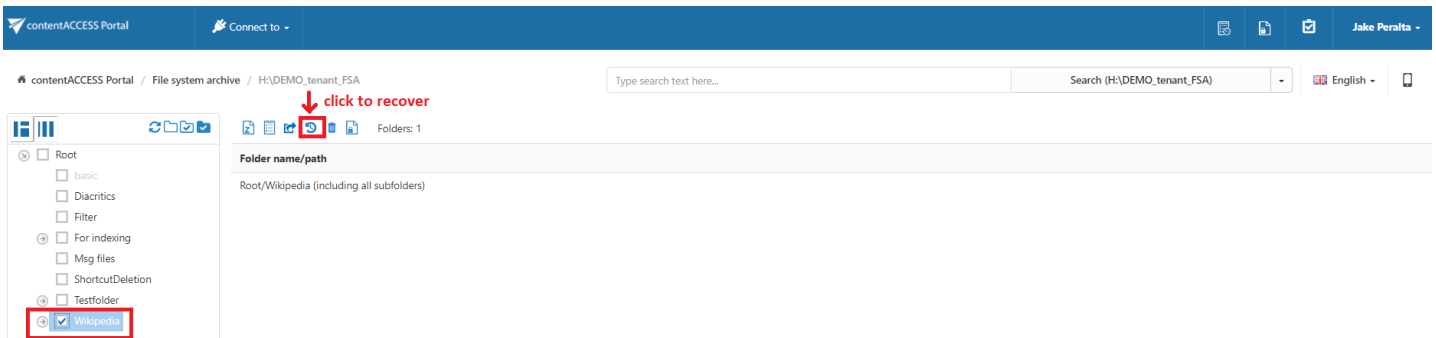 contentACCESS Portal
Connect to
Jake Peralta
contentACCESS Portal / File system archive / H:\DEMO_tenant_FSA
Type search text here...
Search (H:\DEMO_tenant_FSA)
English
click to recover
Folders: 1
Root
basic
Diacritics
Filter
For indexing
Msg files
ShortcutDeletion
Testfolder
Wikipedia
Folder name/path
Root/Wikipedia (including all subfolders)